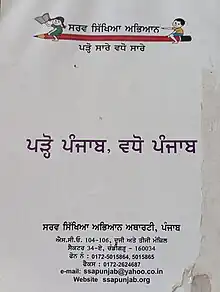 ਸਰਵ ਸਿੱਖਿਆ ਅਭਿਆਨ
ਪੜ੍ਹੋ ਸਾਰੇ ਵਧੋ ਸਾਰੇ
ਪੜ੍ਹੋ ਪੰਜਾਬ, ਵਧੋ ਪੰਜਾਬ
ਸਰਵ ਸਿੱਖਿਆ ਅਭਿਆਨ ਅਥਾਰਟੀ, ਪੰਜਾਬ
ਐਸ.ਸੀ.ਓ. 104-106, ਦੂਜੀ ਅਤੇ ਤੀਜੀ ਮੰਜ਼ਿਲ
ਸੈਕਟਰ 34-ਏ, ਚੰਡੀਗੜ੍ਹ - 160034
ਫੋਨ ਨੰ : 0172-5015864, 5015865
ਫੈਕਸ : 0172-2624687
e-mail: ssapunjab@yahoo.co.in
Website ssapunjab.org